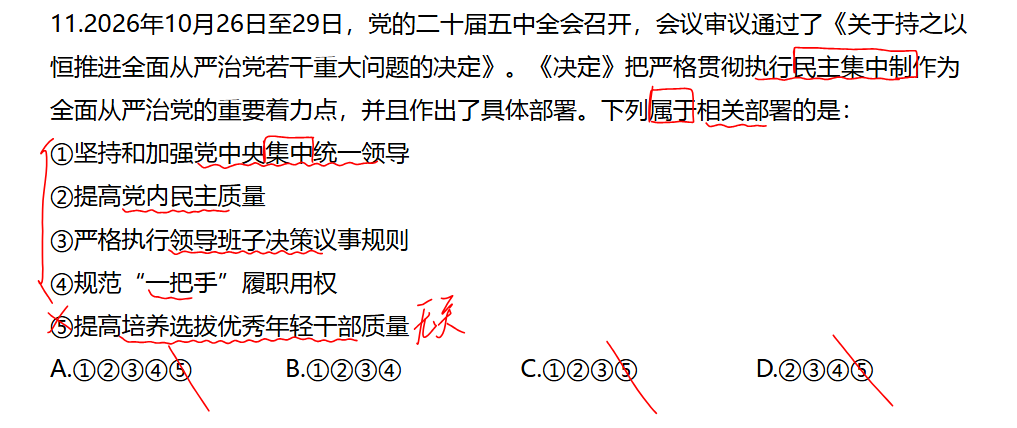 11.2026年10月26日至29日，党的二十届五中全会召开，会议审议通过了《关于持之以
恒推进全面从严治党若干重大问题的决定》。《决定》把严格贯彻执行民主集中制作为
全面从严治党的重要着力点，并且作出了具体部署。下列属于相关部署的是：
①坚持和加强党中央集中统一领导
②提高党内民主质量
③严格执行领导班子决策议事规则
④规范“一把手”履职用权
⑤提高培养选拔优秀年轻干部质量 无关
A.①②③④⑤ B.①②③④ C.①②③⑤ D.②③④⑤